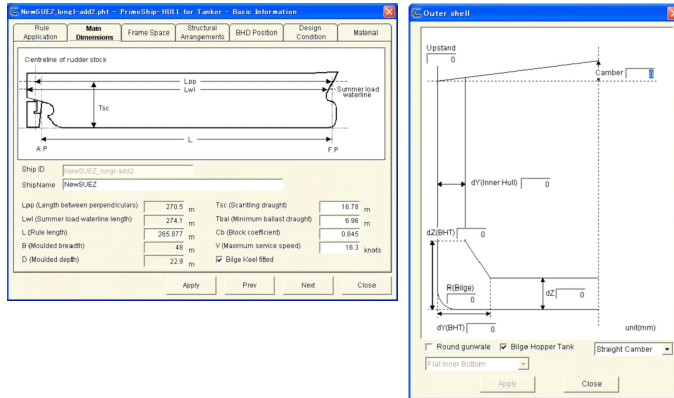 NewSUEZ_longl-add2.pht - PrimeShip-HULL for Tanker - Basic Information
Rule Application
Main Dimensions
Frame Space
Structural Arrangements
BHD Position
Design Condition
Material
Centreline of rudder stock
Lpp
Lwl
Summer load waterline
Tsc
L
A.P
F.P
Ship ID NewSUEZ_longl-add2
ShipName NewSUEZ
Lpp (Length between perpendiculars) 270.5 m
Tsc (Scantling draught) 16.78 m
Lwl (Summer load waterline length) 274.1 m
Tbal (Minimum ballast draught) 6.96 m
L (Rule length) 265.877 m
Cb (Block coefficient) 0.845
B (Moulded breadth) 48 m
V (Maximum service speed) 16.3 knots
D (Moulded depth) 22.9 m
Bilge Keel fitted
Apply Prev Next Close
Outer shell
Upstand
0
Camber 0
dY(Inner Hull) 0
dZ(BHT) 0
R(Bilge)
0
dZ 0
dY(BHT) 0
unit(mm)
Round gunwale Bilge Hopper Tank Straight Camber
Flat Inner Bottom
Apply Close